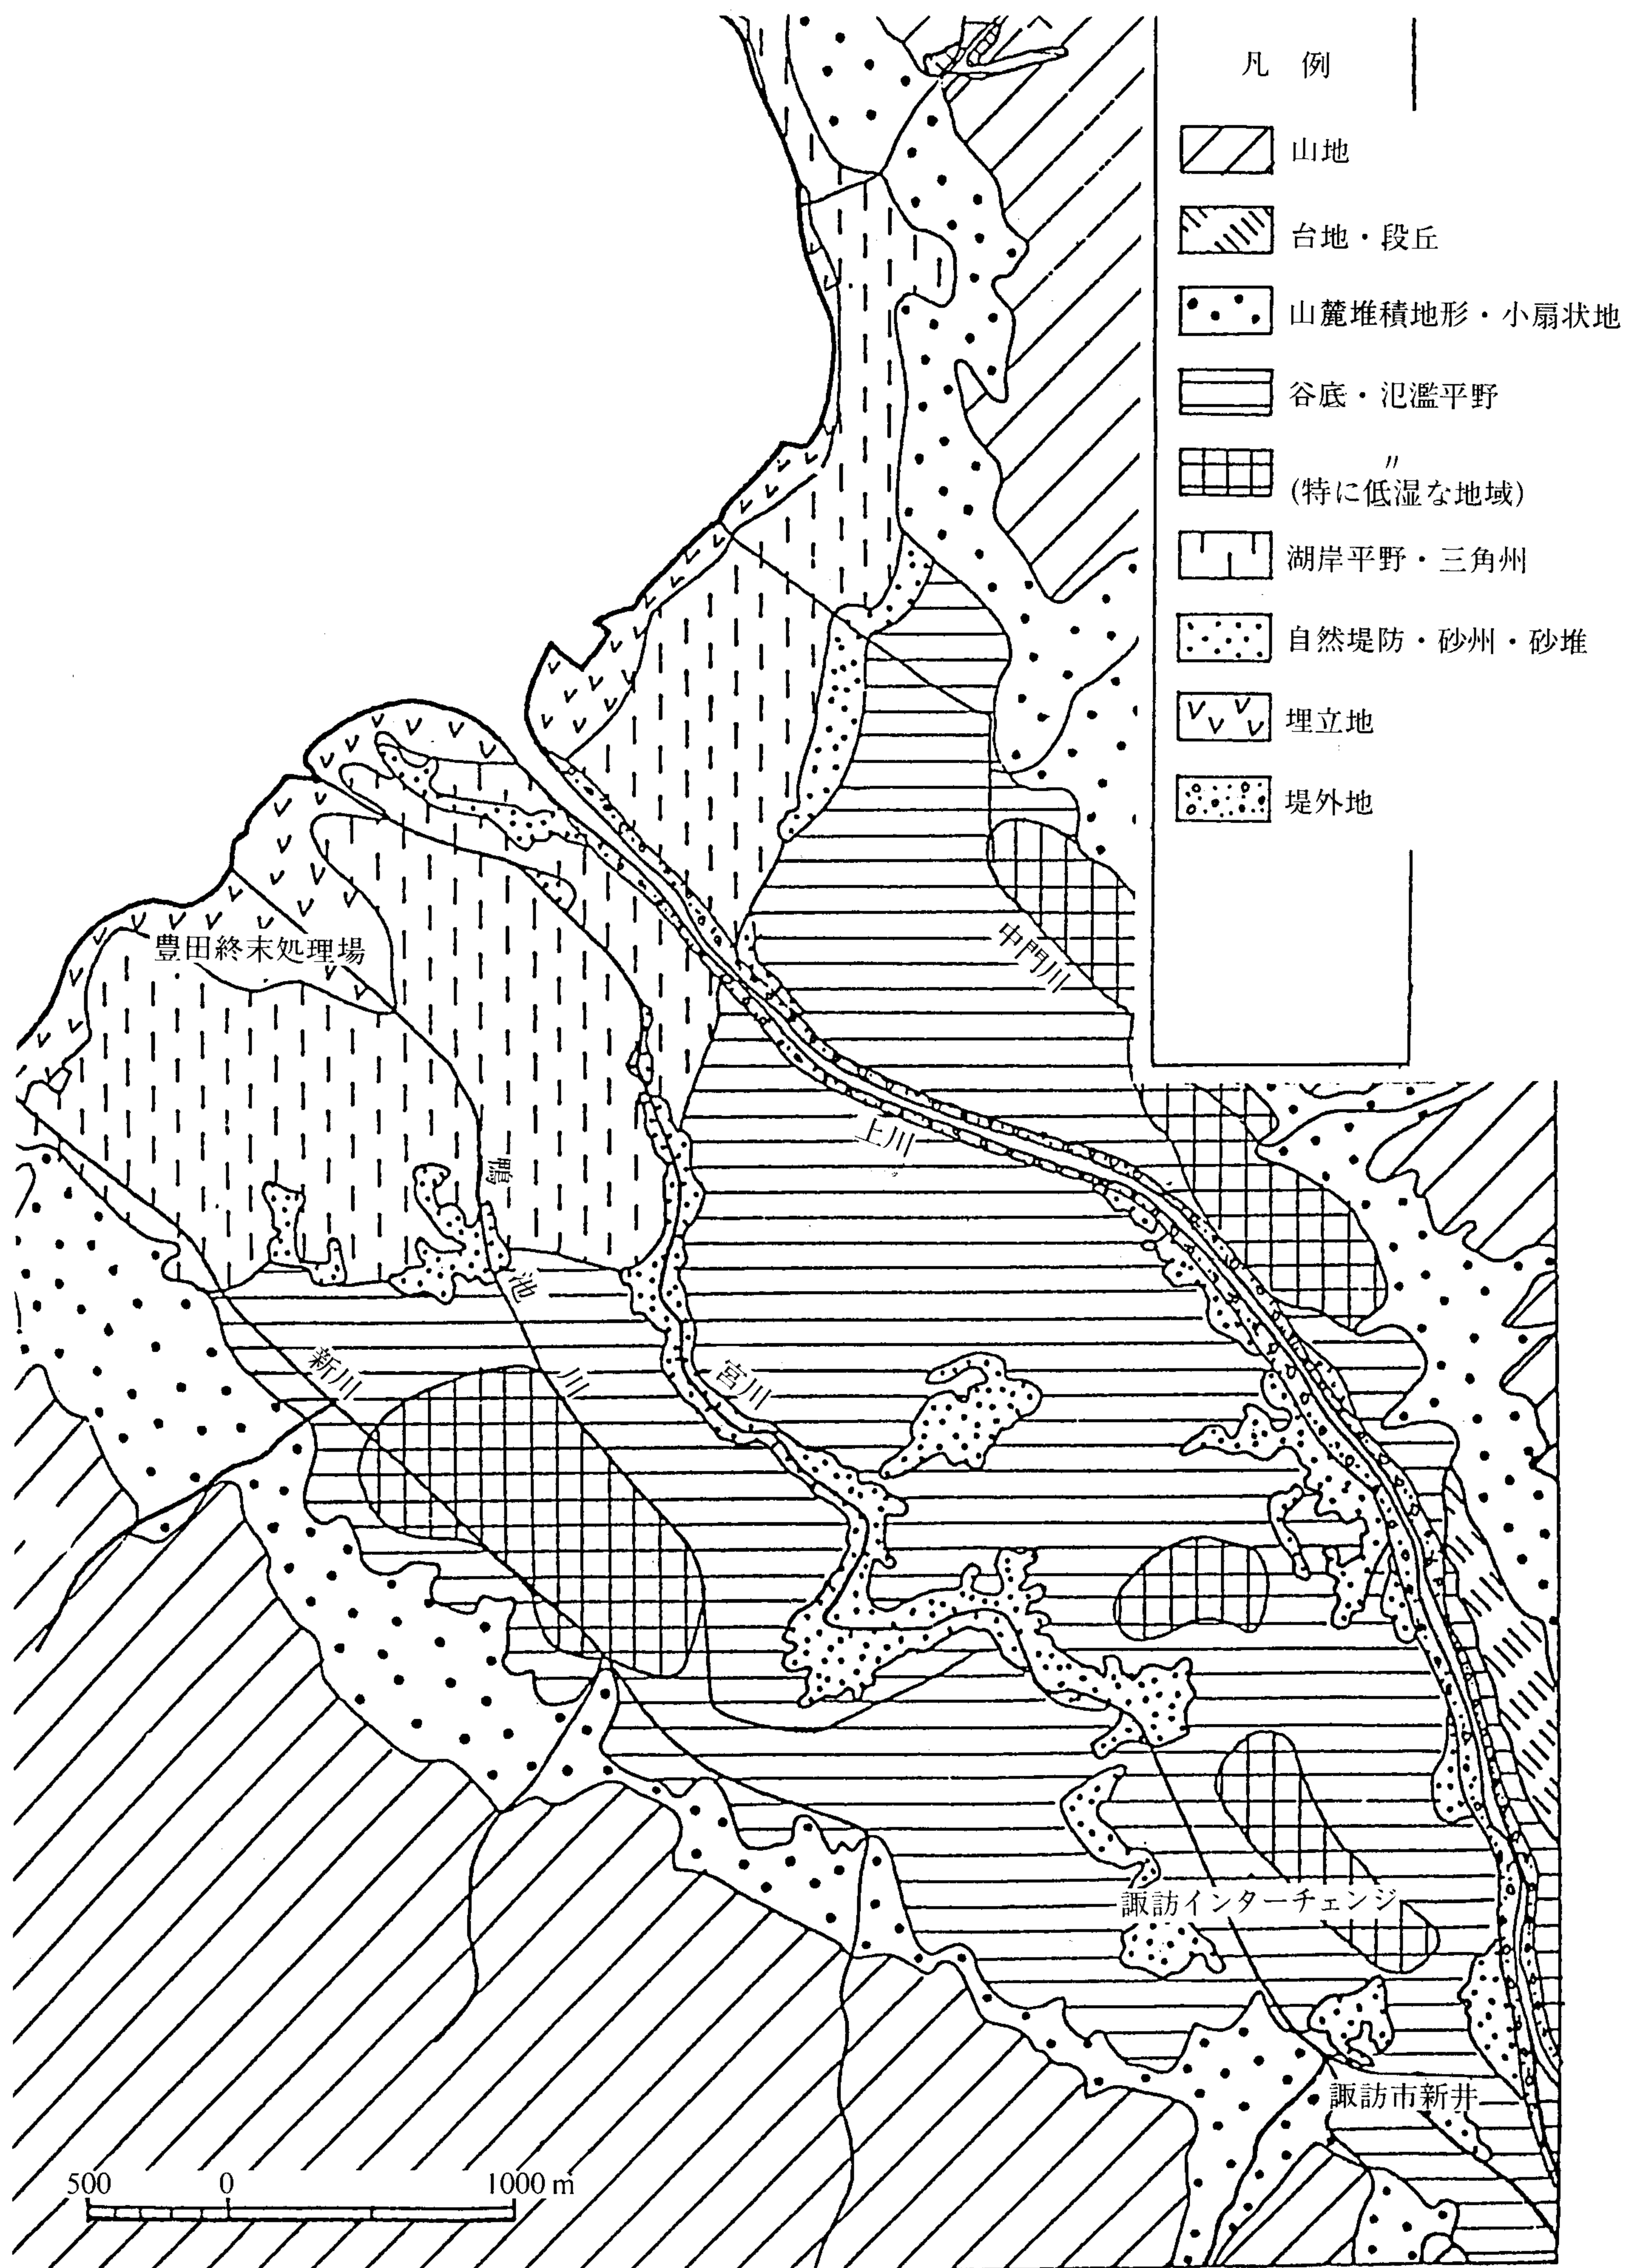 凡 例
山地
台地・段丘
山麓堆積地形・小扇状地
谷底・氾濫平野
〃
(特に低湿な地域)
湖岸平野・三角州
自然堤防・砂州・砂堆
埋立地
堤外地
豊田終末処理場
中門川
上川
鴨池川
新川
宮川
諏訪インターチェンジ
諏訪市新井
500 0 1000 m